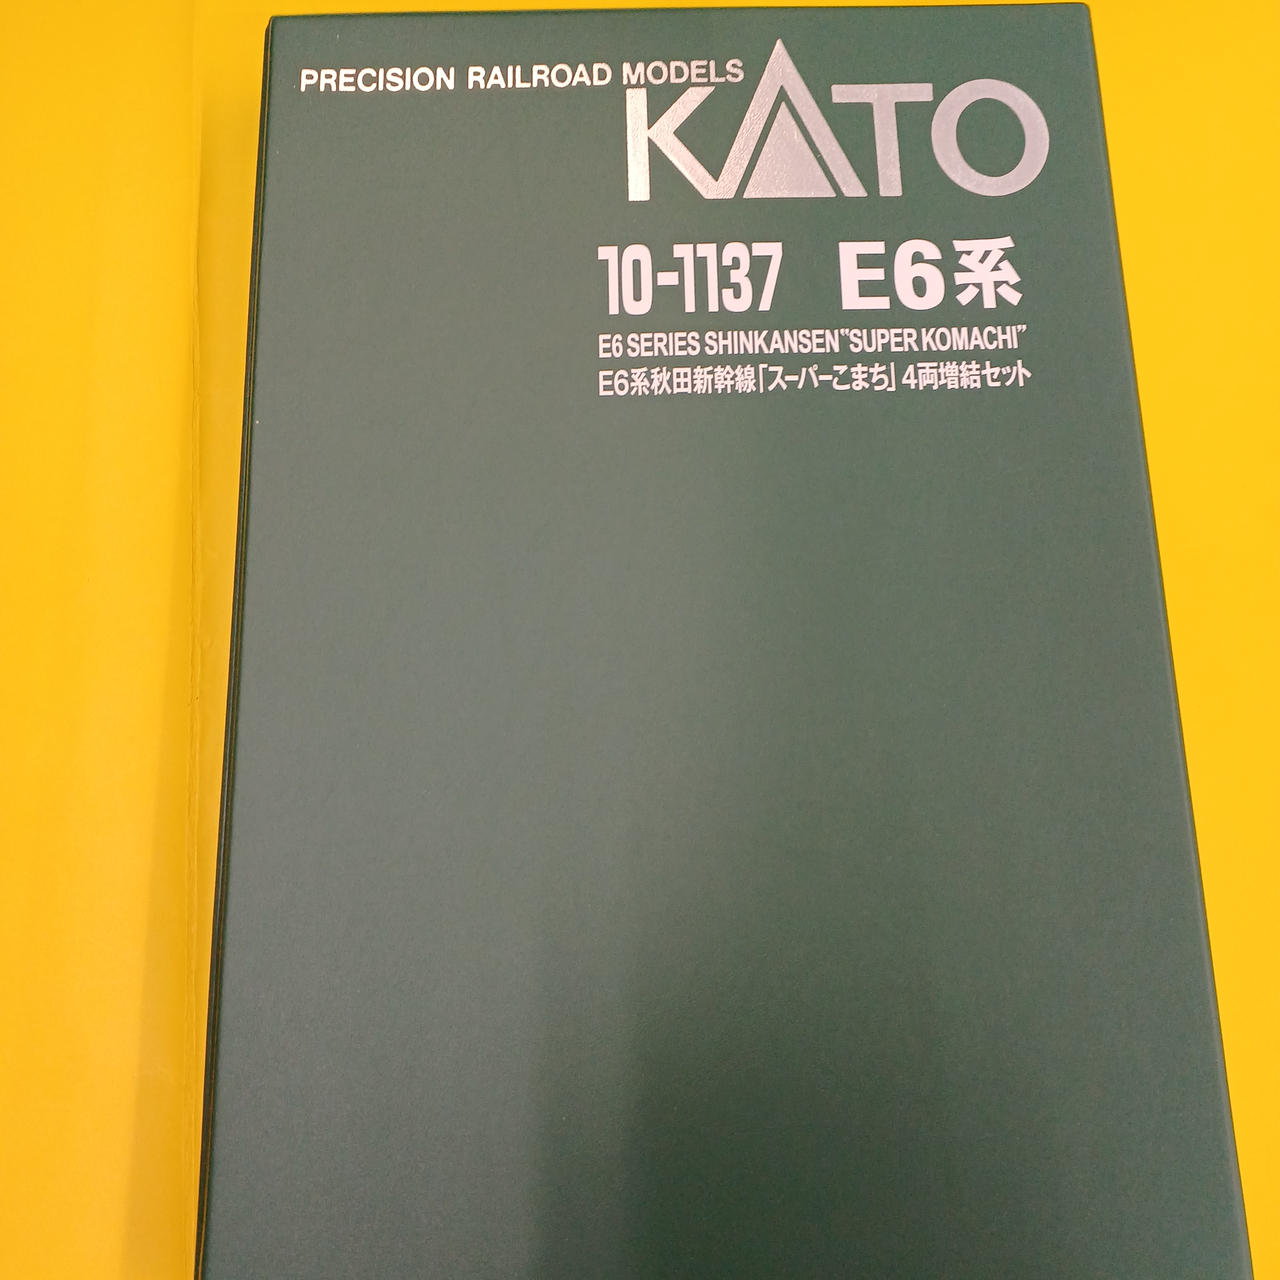 PRECISION RAILROAD MODELS
KATO
10-1137 E6系
E6 SERIES SHINKANSEN "SUPER KOMACHI"
E6系秋田新幹線「スーパーこまち」4両増結セット